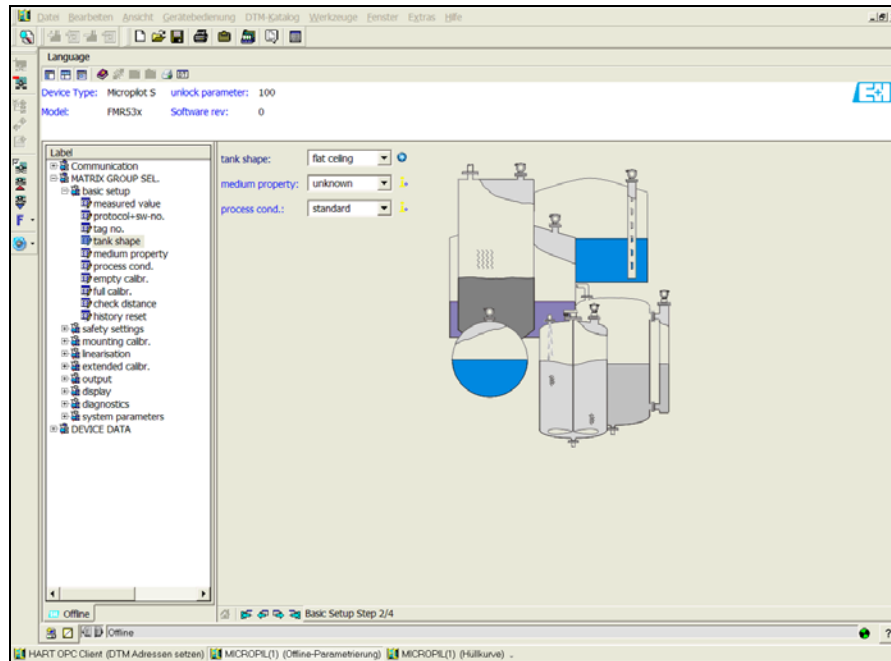 Datei Bearbeiten Ansicht Gerätebedienung DTM-Katalog Werkzeuge Fenster Extras Hilfe
Language
Device Type: Microplot S unlock parameter: 100
Model: FMR53x Software rev: 0
E+H
Label
Communication
MATRIX GROUP SEL.
basic setup
measured value
protocol+sw-no.
tag no.
tank shape
medium property
process cond.
empty calbr.
full calbr.
check distance
history reset
safety settings
mounting calbr.
linearisation
extended calbr.
output
display
diagnostics
system parameters
DEVICE DATA
tank shape: flat ceiling
medium property: unknown
process cond.: standard
F
Offline
Basic Setup Step 2/4
Offline
?
HART OPC Client (DTM Adressen setzen) MICROPIL(1) (Offline-Parametrierung) MICROPIL(1) (Hüllkurve)